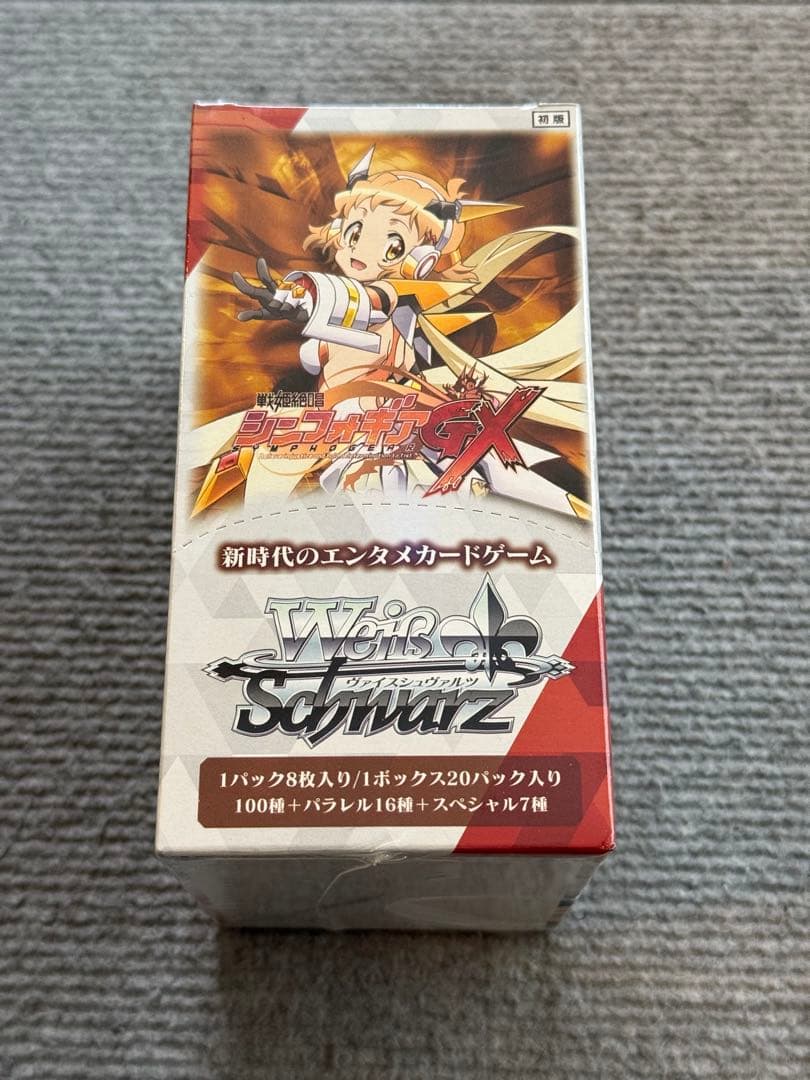 初版
戦姫絶唱
シンフォギアGX
SYMPHOGEAR
新時代のエンタメカードゲーム
Weiß
ヴァイスシュヴァルツ
Schwarz
1パック8枚入り/1ボックス20パック入り
100種+パラレル16種+スペシャル7種